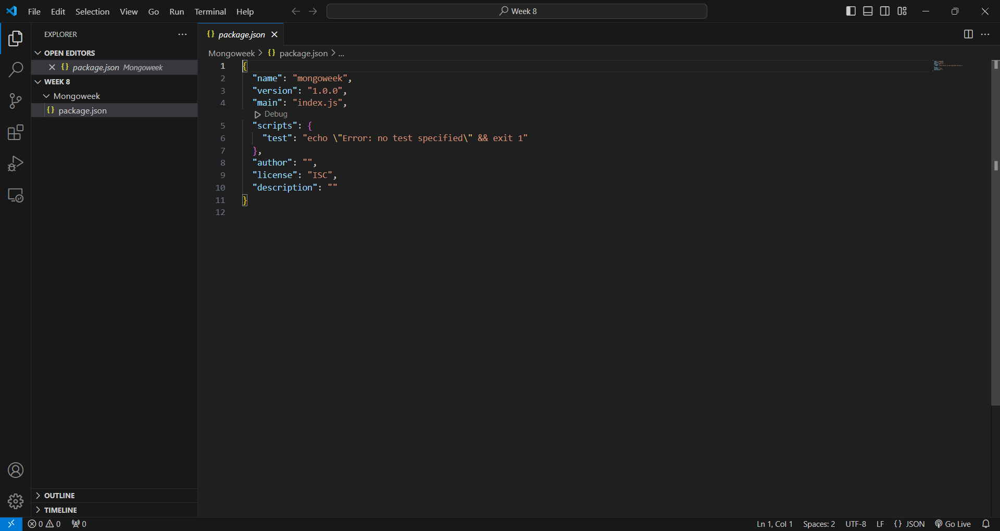 File Edit Selection View Go Run Terminal Help
Week 8
EXPLORER
OPEN EDITORS
package.json Mongoweek
WEEK 8
Mongoweek
package.json
package.json
Mongoweek > {} package.json > ...
1 {
2 "name": "mongoweek",
3 "version": "1.0.0",
4 "main": "index.js",
Debug
5 "scripts": {
6 "test": "echo \"Error: no test specified\" && exit 1"
7 },
8 "author": "",
9 "license": "ISC",
10 "description": ""
11 }
12
OUTLINE
TIMELINE
0 0 0
Ln 1, Col 1 Spaces: 2 UTF-8 LF {} JSON Go Live